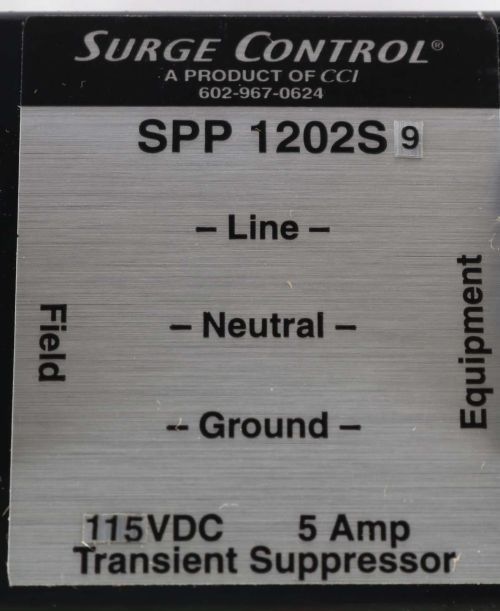 SURGE CONTROL®
A PRODUCT OF CCI
602-967-0624
SPP 1202S 9
– Line –
Field
Equipment
– Neutral –
– Ground –
115VDC 5 Amp
Transient Suppressor